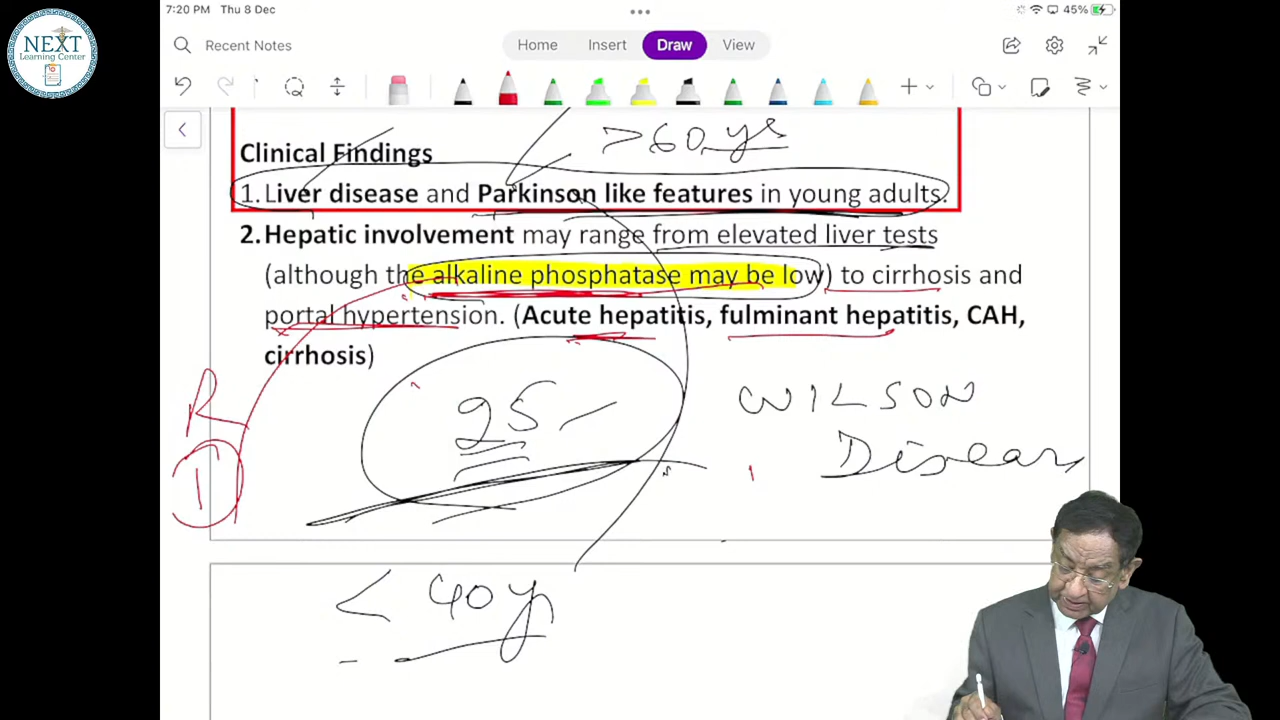 7:20 PM Thu 8 Dec
45%
NEXT
Learning Center
Recent Notes
Home Insert Draw View
>60ys
Clinical Findings
1. Liver disease and Parkinson like features in young adults.
2. Hepatic involvement may range from elevated liver tests
(although the alkaline phosphatase may be low) to cirrhosis and
portal hypertension. (Acute hepatitis, fulminant hepatitis, CAH,
cirrhosis)
25
WILSON
Disease
< 40 y